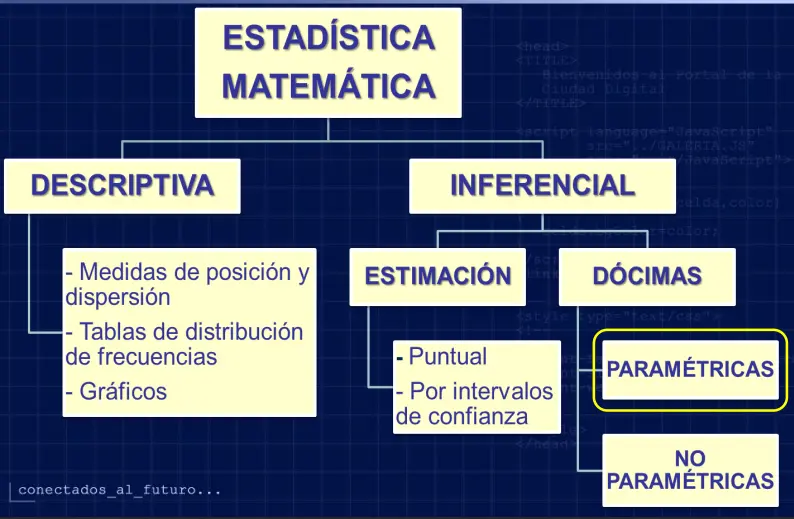 ESTADÍSTICA
MATEMÁTICA
DESCRIPTIVA
INFERENCIAL
- Medidas de posición y
dispersión
- Tablas de distribución
de frecuencias
- Gráficos
ESTIMACIÓN
DÓCIMAS
- Puntual
- Por intervalos
de confianza
PARAMÉTRICAS
NO
PARAMÉTRICAS
conectados_al_futuro...
<head>
<TITLE>
Bienvenidos al Portal de la
Ciudad Digital
</TITLE>
<script language="JavaScript"
src="../GALERIA.JS"
/JavaScript">
color;
<style type="text/css">
<!--
</head>